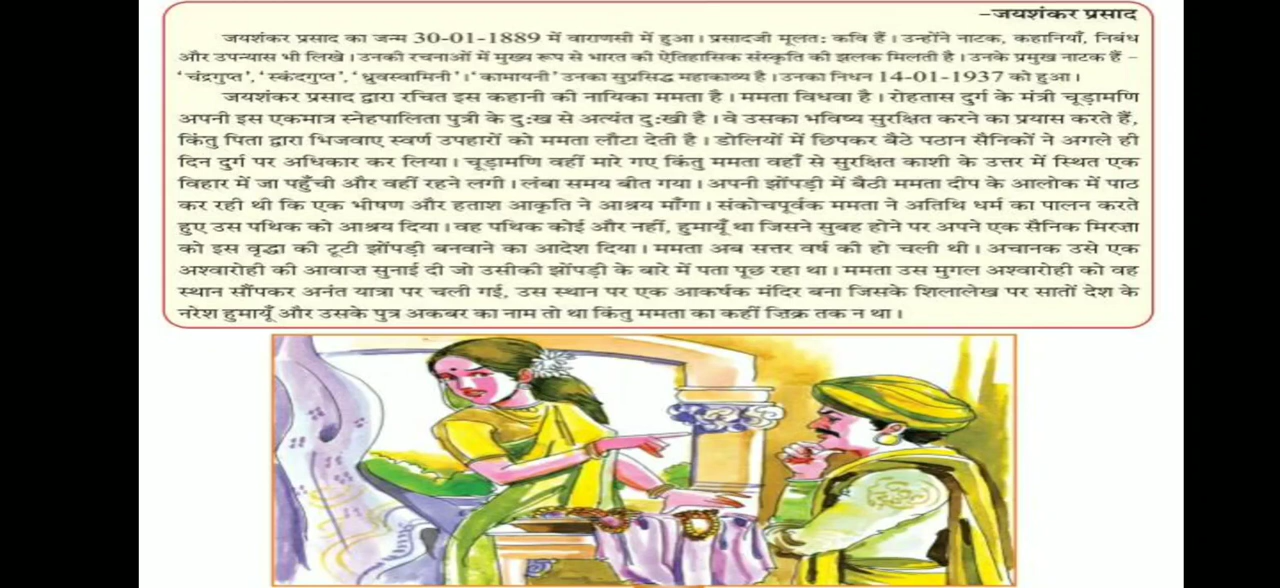 –जयशंकर प्रसाद
जयशंकर प्रसाद का जन्म 30-01-1889 में वाराणसी में हुआ। प्रसादजी मूलत: कवि हैं। उन्होंने नाटक, कहानियाँ, निबंध
और उपन्यास भी लिखे। उनकी रचनाओं में मुख्य रूप से भारत की ऐतिहासिक संस्कृति की झलक मिलती है। उनके प्रमुख नाटक हैं –
'चंद्रगुप्त', 'स्कंदगुप्त', 'ध्रुवस्वामिनी'। 'कामायनी' उनका सुप्रसिद्ध महाकाव्य है। उनका निधन 14-01-1937 को हुआ।
जयशंकर प्रसाद द्वारा रचित इस कहानी की नायिका ममता है। ममता विधवा है। रोहतास दुर्ग के मंत्री चूड़ामणि
अपनी इस एकमात्र स्नेहपालिता पुत्री के दु:ख से अत्यंत दु:खी है। वे उसका भविष्य सुरक्षित करने का प्रयास करते हैं,
किंतु पिता द्वारा भिजवाए स्वर्ण उपहारों को ममता लौटा देती है। डोलियों में छिपकर बैठे पठान सैनिकों ने अगले ही
दिन दुर्ग पर अधिकार कर लिया। चूड़ामणि वहीं मारे गए किंतु ममता वहाँ से सुरक्षित काशी के उत्तर में स्थित एक
विहार में जा पहुँची और वहीं रहने लगी। लंबा समय बीत गया। अपनी झोंपड़ी में बैठी ममता दीप के आलोक में पाठ
कर रही थी कि एक भीषण और हताश आकृति ने आश्रय माँगा। संकोचपूर्वक ममता ने अतिथि धर्म का पालन करते
हुए उस पथिक को आश्रय दिया। वह पथिक कोई और नहीं, हुमायूँ था जिसने सुबह होने पर अपने एक सैनिक मिरज़ा
को इस वृद्धा की टूटी झोंपड़ी बनवाने का आदेश दिया। ममता अब सत्तर वर्ष की हो चली थी। अचानक उसे एक
अश्वारोही की आवाज़ सुनाई दी जो उसीकी झोंपड़ी के बारे में पता पूछ रहा था। ममता उस मुगल अश्वारोही को वह
स्थान सौंपकर अनंत यात्रा पर चली गई, उस स्थान पर एक आकर्षक मंदिर बना जिसके शिलालेख पर सातों देश के
नरेश हुमायूँ और उसके पुत्र अकबर का नाम तो था किंतु ममता का कहीं ज़िक्र तक न था।